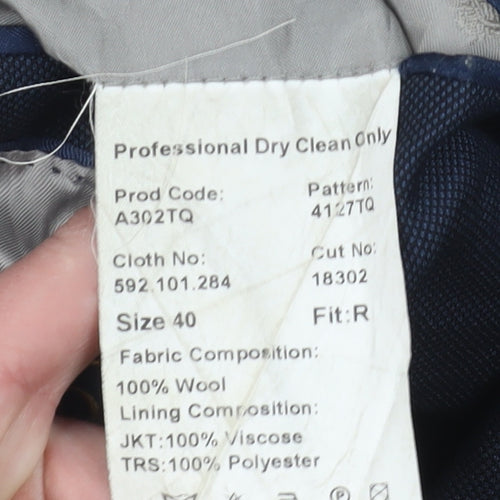 Professional Dry Clean Only
Prod Code: Pattern:
A302TQ 4127TQ
Cloth No: Cut No:
592.101.284 18302
Size 40 Fit:R
Fabric Composition:
100% Wool
Lining Composition:
JKT:100% Viscose
TRS:100% Polyester